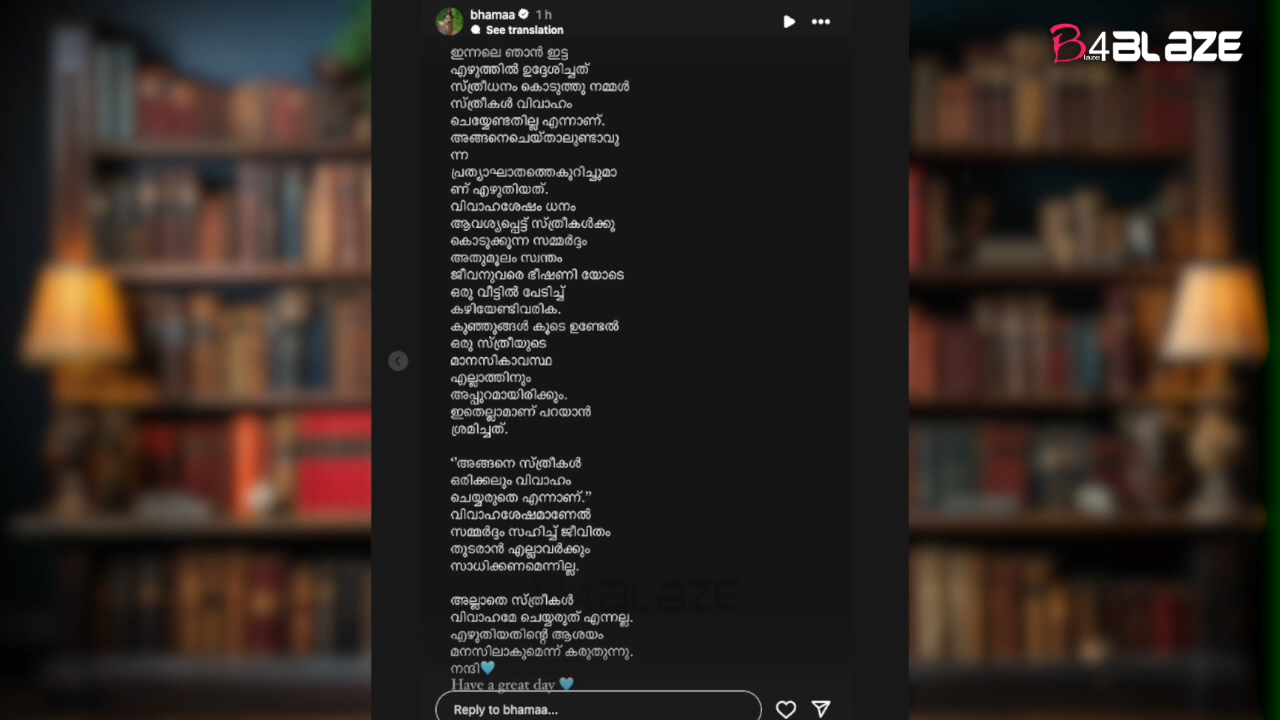 bhamaa 1 h
See translation
B4BLAZE
laze
ഇന്നലെ ഞാൻ ഇട്ട
എഴുത്തിൽ ഉദ്ദേശിച്ചത്
സ്ത്രീധനം കൊടുത്തു നമ്മൾ
സ്ത്രീകൾ വിവാഹം
ചെയ്യേണ്ടതില്ല എന്നാണ്.
അങ്ങനെചെയ്താലുണ്ടാവു
ന്ന
പ്രത്യാഘാതത്തെകുറിച്ചുമാ
ണ് എഴുതിയത്.
വിവാഹശേഷം ധനം
ആവശ്യപ്പെട്ട് സ്ത്രീകൾക്കു
കൊടുക്കുന്ന സമ്മർദ്ദം
അതുമൂലം സ്വന്തം
ജീവനുവരെ ഭീഷണി യോടെ
ഒരു വീട്ടിൽ പേടിച്ച്
കഴിയേണ്ടിവരിക.
കുഞ്ഞുങ്ങൾ കൂടെ ഉണ്ടേൽ
ഒരു സ്ത്രീയുടെ
മാനസികാവസ്ഥ
എല്ലാത്തിനും
അപ്പുറമായിരിക്കും.
ഇതെല്ലാമാണ് പറയാൻ
ശ്രമിച്ചത്.
‘’അങ്ങനെ സ്ത്രീകൾ
ഒരിക്കലും വിവാഹം
ചെയ്യരുതെ എന്നാണ്.”
വിവാഹശേഷമാണേൽ
സമ്മർദ്ദം സഹിച്ച് ജീവിതം
തുടരാൻ എല്ലാവർക്കും
സാധിക്കണമെന്നില്ല.
അല്ലാതെ സ്ത്രീകൾ
വിവാഹമേ ചെയ്യരുത് എന്നല്ല.
എഴുതിയതിന്റെ ആശയം
മനസിലാകുമെന്ന് കരുതുന്നു.
നന്ദി🩵
Have a great day 🩵
4BLAZE
Reply to bhamaa...